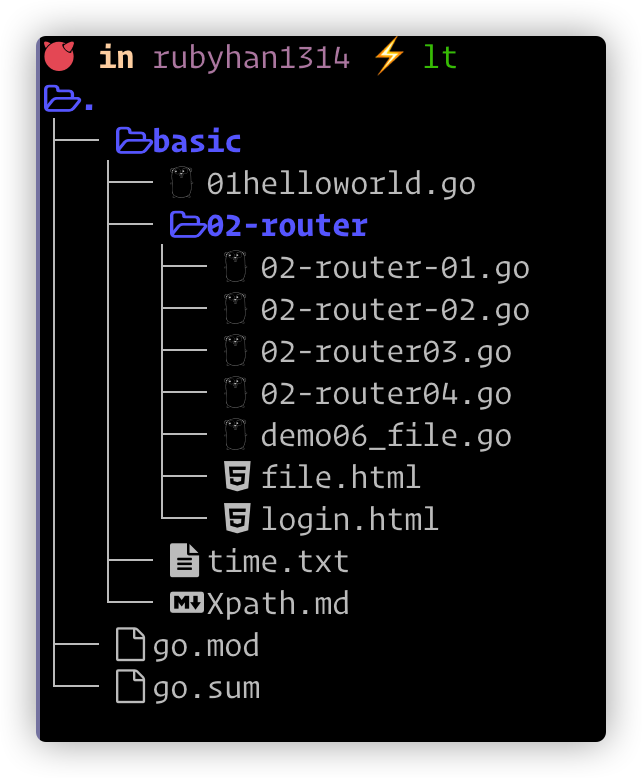 in rubyhan1314 ⚡ lt
.
basic
01helloworld.go
02-router
02-router-01.go
02-router-02.go
02-router03.go
02-router04.go
demo06_file.go
file.html
login.html
time.txt
Xpath.md
go.mod
go.sum